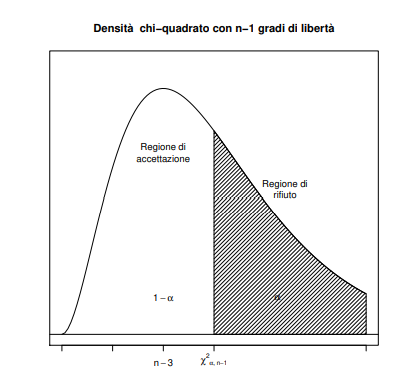 Densità chi−quadrato con n−1 gradi di libertà
Regione di
accettazione
Regione di
rifiuto
1 − α
α
n − 3
χ²α, n−1